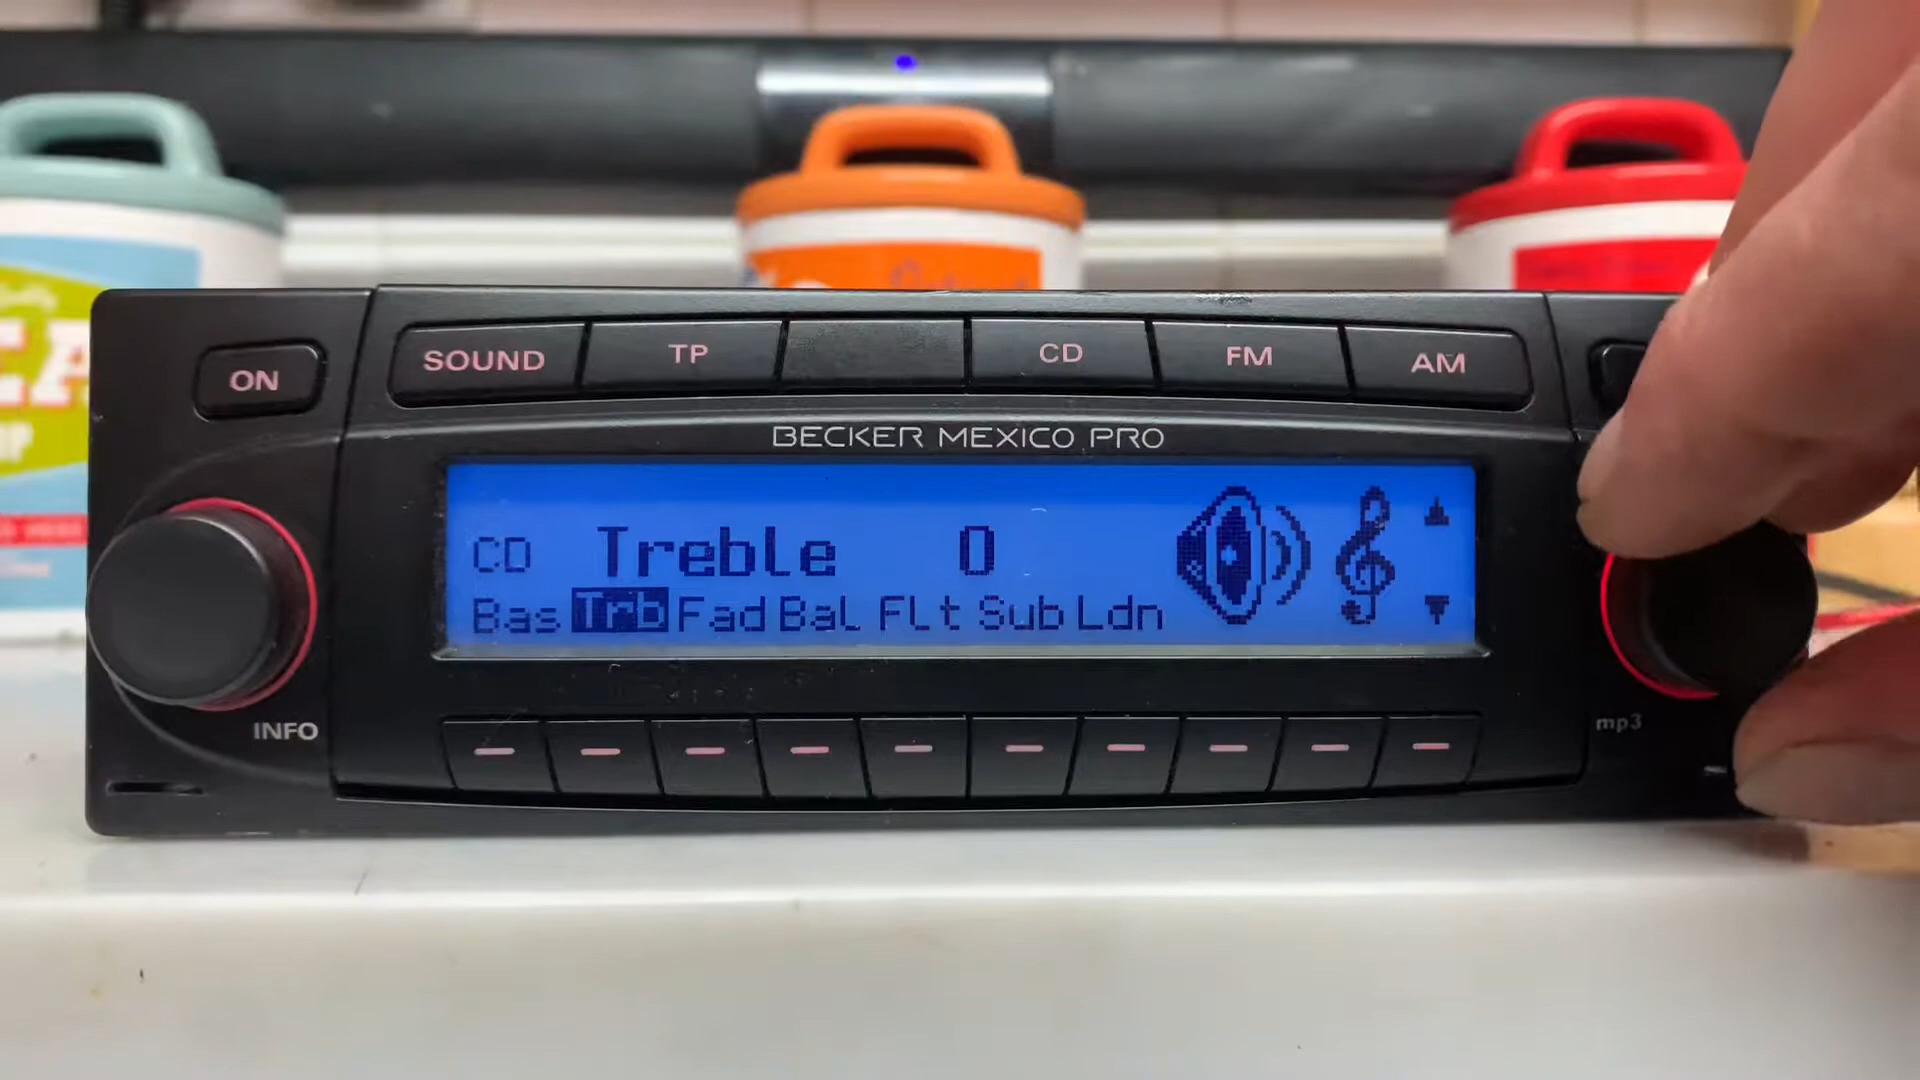 ON
SOUND TP CD FM AM
BECKER MEXICO PRO
CD Treble 0
Bas Trb Fad Bal Flt Sub Ldn
INFO
mp3